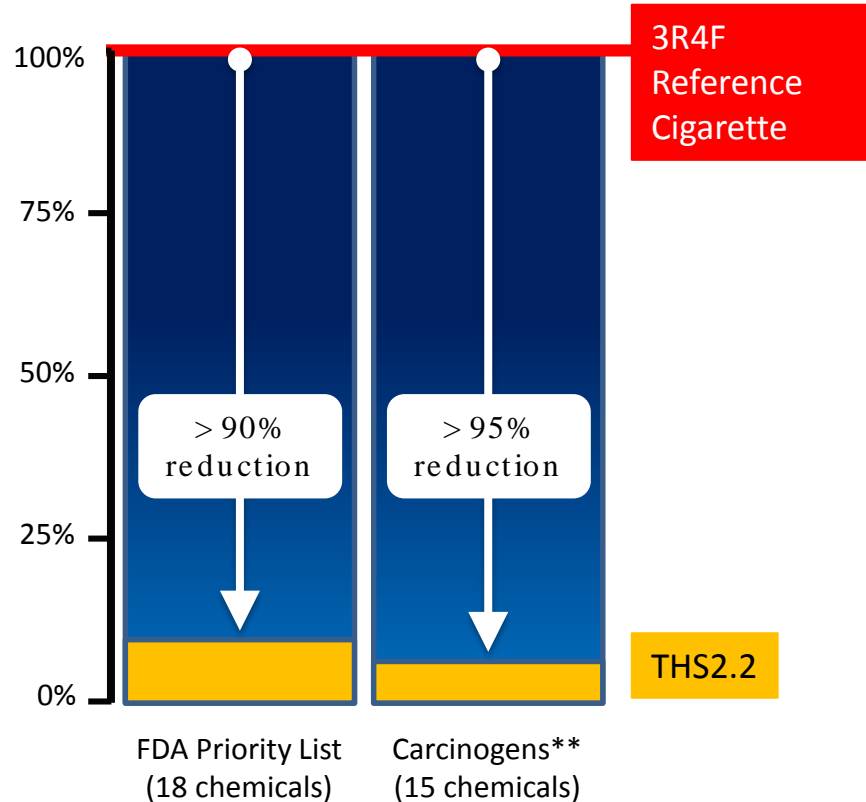 3R4F
Reference
Cigarette
100%
75%
50%
25%
0%
> 90%
reduction
> 95%
reduction
THS2.2
FDA Priority List
(18 chemicals)
Carcinogens**
(15 chemicals)